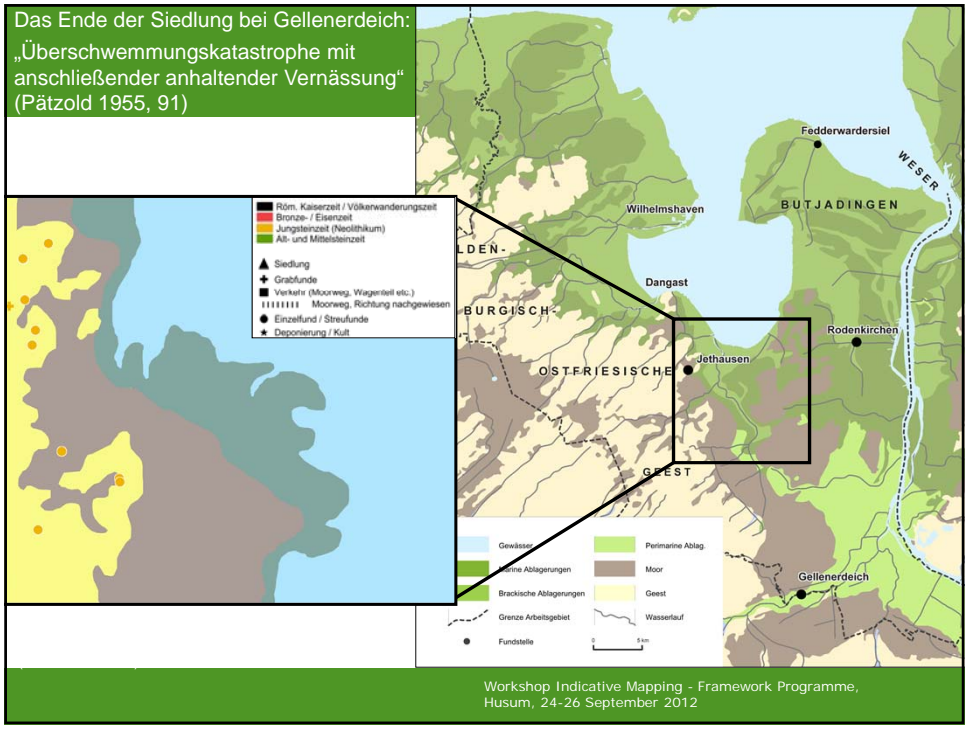 Das Ende der Siedlung bei Gellenerdeich:
„Überschwemmungskatastrophe mit
anschließender anhaltender Vernässung“
(Pätzold 1955, 91)
Röm. Kaiserzeit / Völkerwanderungszeit
Bronze- / Eisenzeit
Jungsteinzeit (Neolithikum)
Alt- und Mittelsteinzeit
Siedlung
Grabfunde
Verkehr (Moorweg, Wagenteil etc.)
Moorweg, Richtung nachgewiesen
Einzelfund / Streufunde
Deponierung / Kult
Fedderwardersiel
WESER
BUTJADINGEN
Wilhelmshaven
LDEN-
Dangast
BURGISCH-
Rodenkirchen
Jethausen
OSTFRIESISCHE
GEEST
Gellenerdeich
Gewässer
Marine Ablagerungen
Brackische Ablagerungen
Grenze Arbeitsgebiet
Fundstelle
Perimarine Ablag.
Moor
Geest
Wasserlauf
0 5 km
Workshop Indicative Mapping - Framework Programme,
Husum, 24-26 September 2012